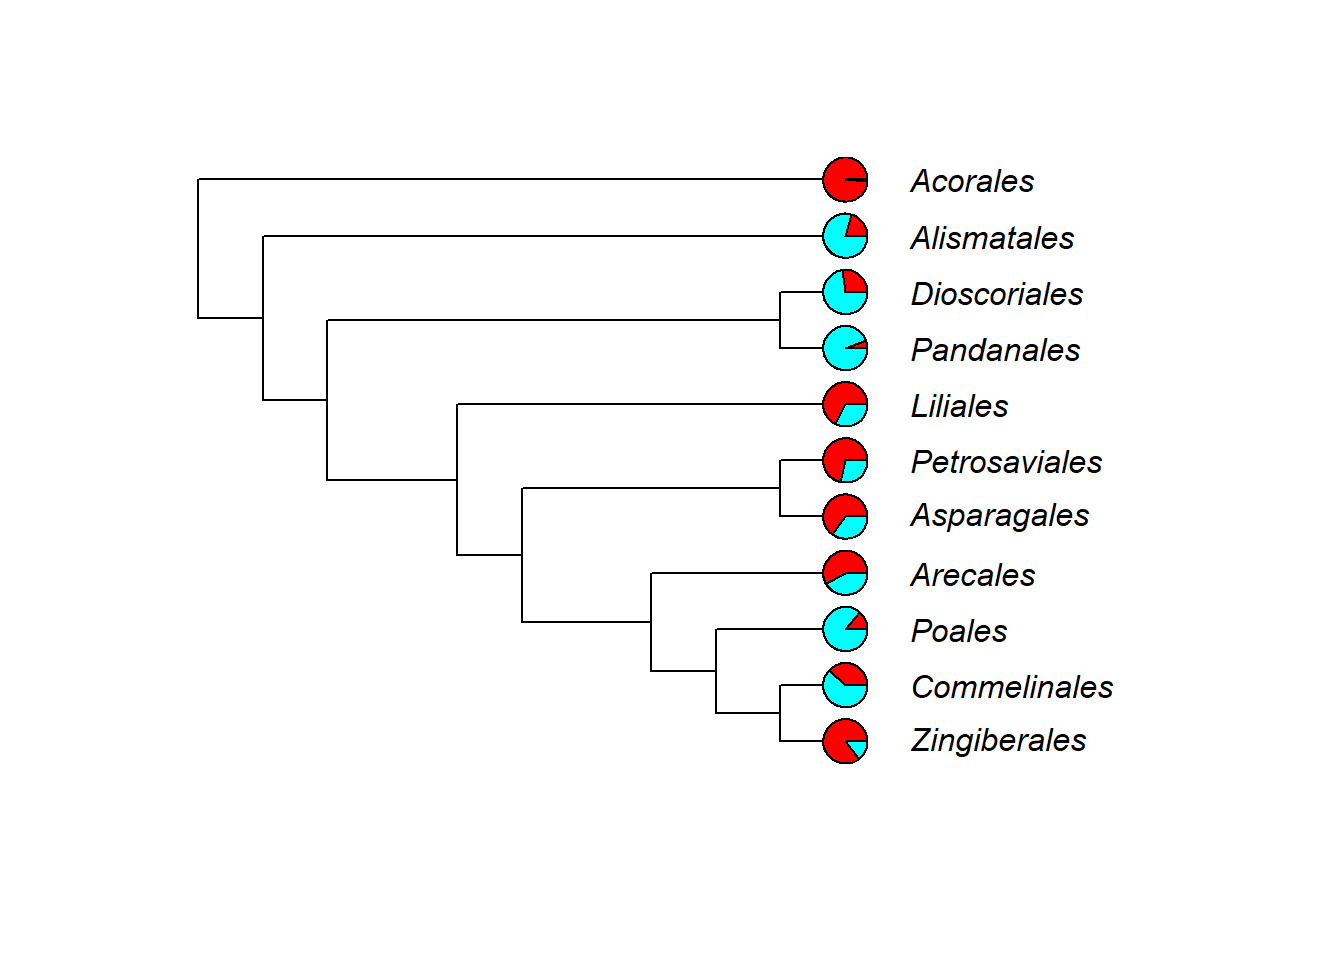 Acorales
Alismatales
Dioscoriales
Pandanales
Liliales
Petrosaviales
Asparagales
Arecales
Poales
Commelinales
Zingiberales